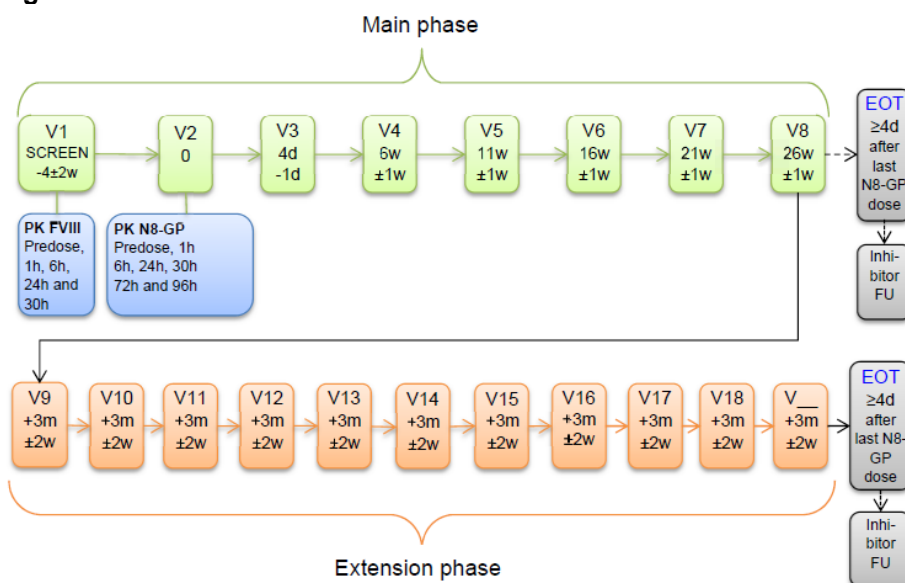 Main phase
V1
SCREEN
-4±2w
V2
0
V3
4d
-1d
V4
6w
±1w
V5
11w
±1w
V6
16w
±1w
V7
21w
±1w
V8
26w
±1w
EOT
≥4d
after
last
N8-GP
dose
PK FVIII
Predose,
1h, 6h,
24h and
30h
PK N8-GP
Predose, 1h
6h, 24h, 30h
72h and 96h
Inhi-
bitor
FU
V9
+3m
±2w
V10
+3m
±2w
V11
+3m
±2w
V12
+3m
±2w
V13
+3m
±2w
V14
+3m
±2w
V15
+3m
±2w
V16
+3m
±2w
V17
+3m
±2w
V18
+3m
±2w
V__
+3m
±2w
EOT
≥4d
after
last N8-
GP
dose
Inhi-
bitor
FU
Extension phase